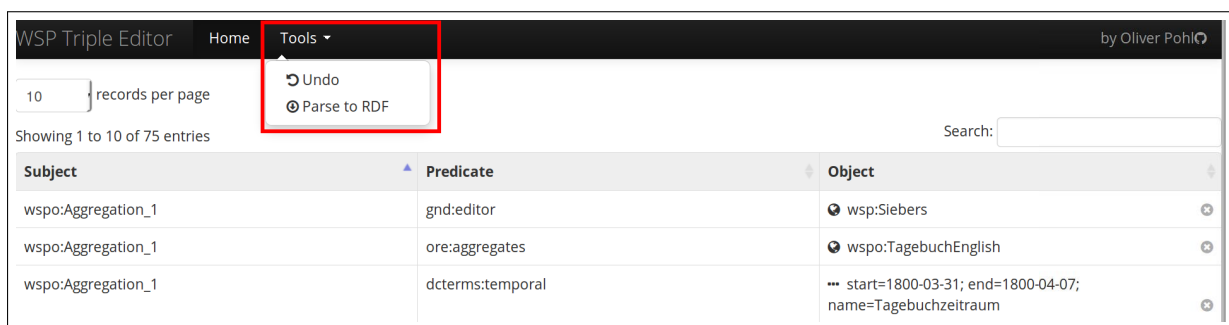 WSP Triple Editor Home Tools by Oliver Pohl
Undo
Parse to RDF
10 records per page
Showing 1 to 10 of 75 entries
Search:
Subject Predicate Object
wspo:Aggregation_1 gnd:editor wsp:Siebers
wspo:Aggregation_1 ore:aggregates wspo:TagebuchEnglish
wspo:Aggregation_1 dcterms:temporal start=1800-03-31; end=1800-04-07;
name=Tagebuchzeitraum